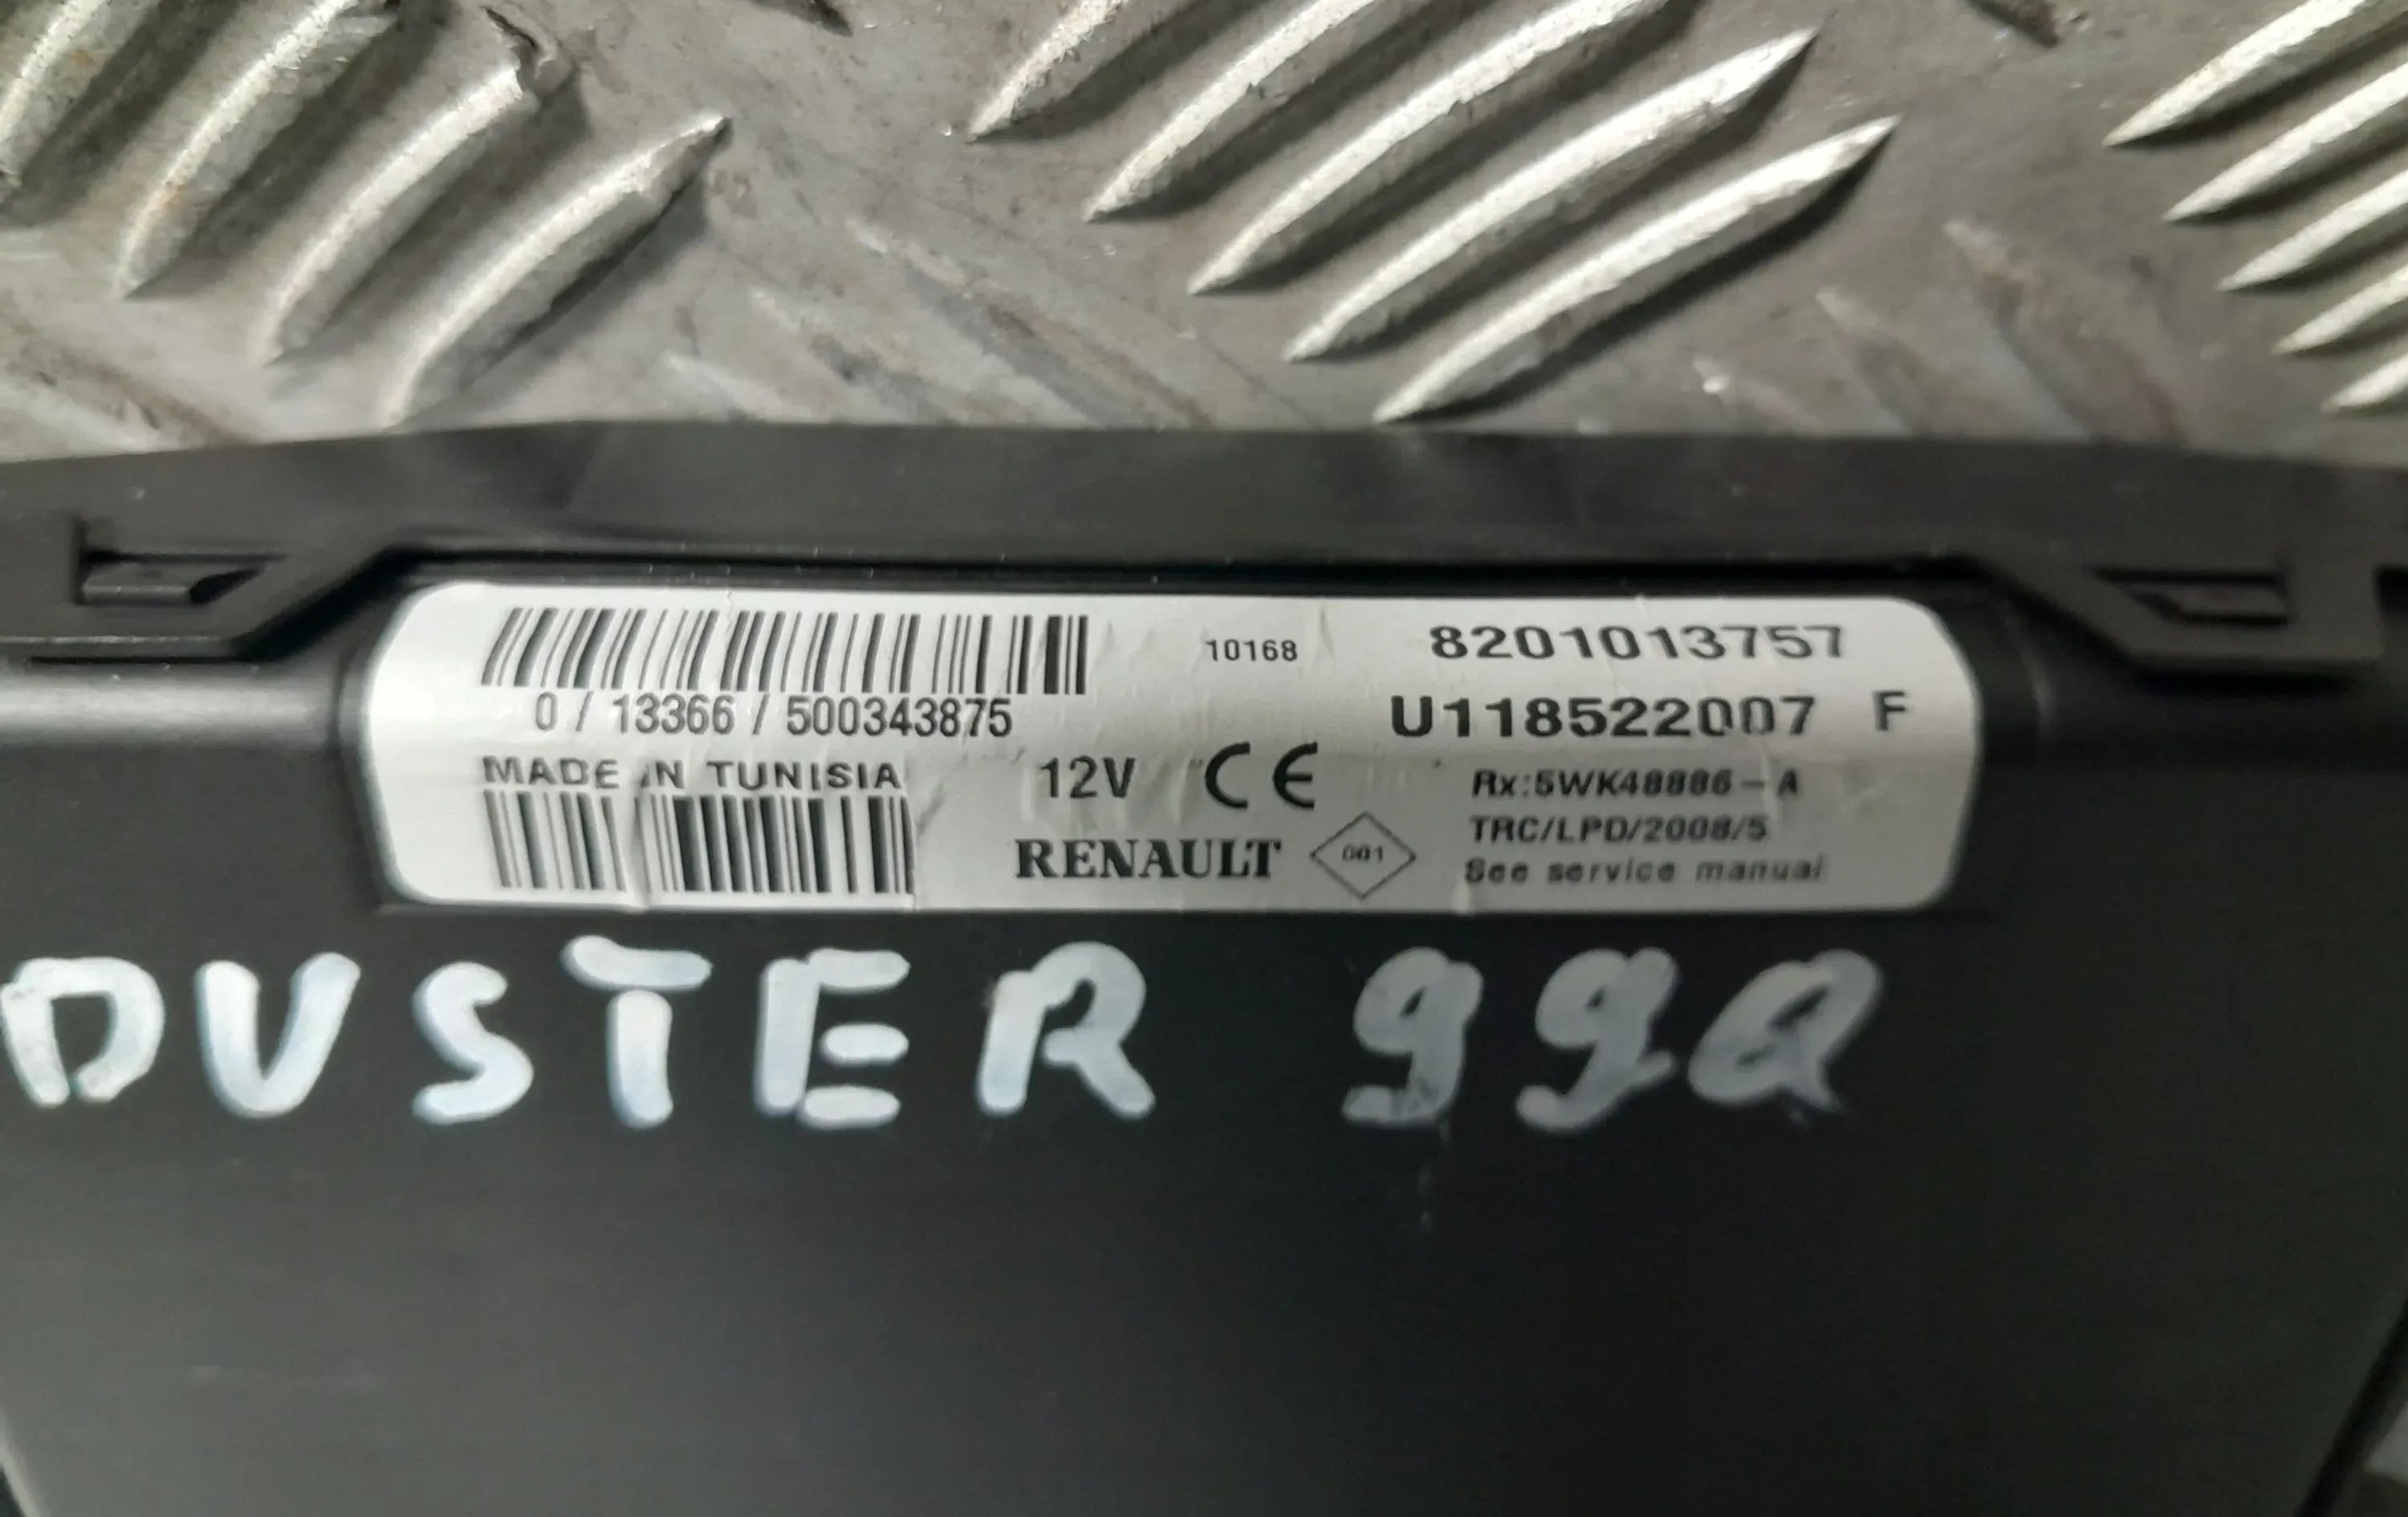 10168 8201013757
0 / 13366 / 500343875 U118522007 F
MADE IN TUNISIA 12V CE Rx:5WK48886-A
TRC/LPD/2008/5
RENAULT 001 See service manual
DUSTER 99Q